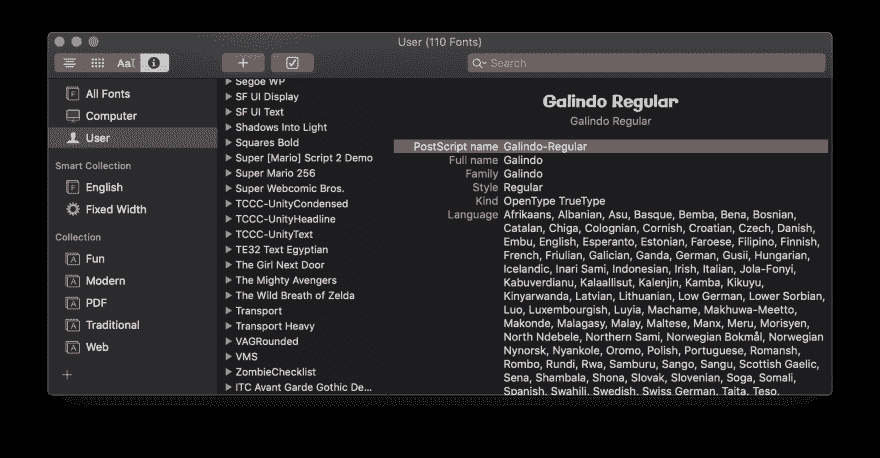 User (110 Fonts)
Aa
+
Search
All Fonts
Computer
User
Smart Collection
English
Fixed Width
Collection
Fun
Modern
PDF
Traditional
Web
+
Segoe WP
SF UI Display
SF UI Text
Shadows Into Light
Squares Bold
Super [Mario] Script 2 Demo
Super Mario 256
Super Webcomic Bros.
TCCC-UnityCondensed
TCCC-UnityHeadline
TCCC-UnityText
TE32 Text Egyptian
The Girl Next Door
The Mighty Avengers
The Wild Breath of Zelda
Transport
Transport Heavy
VAGRounded
VMS
ZombieChecklist
ITC Avant Garde Gothic De...
Galindo Regular
Galindo Regular
PostScript name Galindo-Regular
Full name Galindo
Family Galindo
Style Regular
Kind OpenType TrueType
Language Afrikaans, Albanian, Asu, Basque, Bemba, Bena, Bosnian,
Catalan, Chiga, Colognian, Cornish, Croatian, Czech, Danish,
Embu, English, Esperanto, Estonian, Faroese, Filipino, Finnish,
French, Friulian, Galician, Ganda, German, Gusii, Hungarian,
Icelandic, Inari Sami, Indonesian, Irish, Italian, Jola-Fonyi,
Kabuverdianu, Kalaallisut, Kalenjin, Kamba, Kikuyu,
Kinyarwanda, Latvian, Lithuanian, Low German, Lower Sorbian,
Luo, Luxembourgish, Luyia, Machame, Makhuwa-Meetto,
Makonde, Malagasy, Malay, Maltese, Manx, Meru, Morisyen,
North Ndebele, Northern Sami, Norwegian Bokmål, Norwegian
Nynorsk, Nyankole, Oromo, Polish, Portuguese, Romansh,
Rombo, Rundi, Rwa, Samburu, Sango, Sangu, Scottish Gaelic,
Sena, Shambala, Shona, Slovak, Slovenian, Soga, Somali,
Spanish, Swahili, Swedish, Swiss German, Taita, Teso,